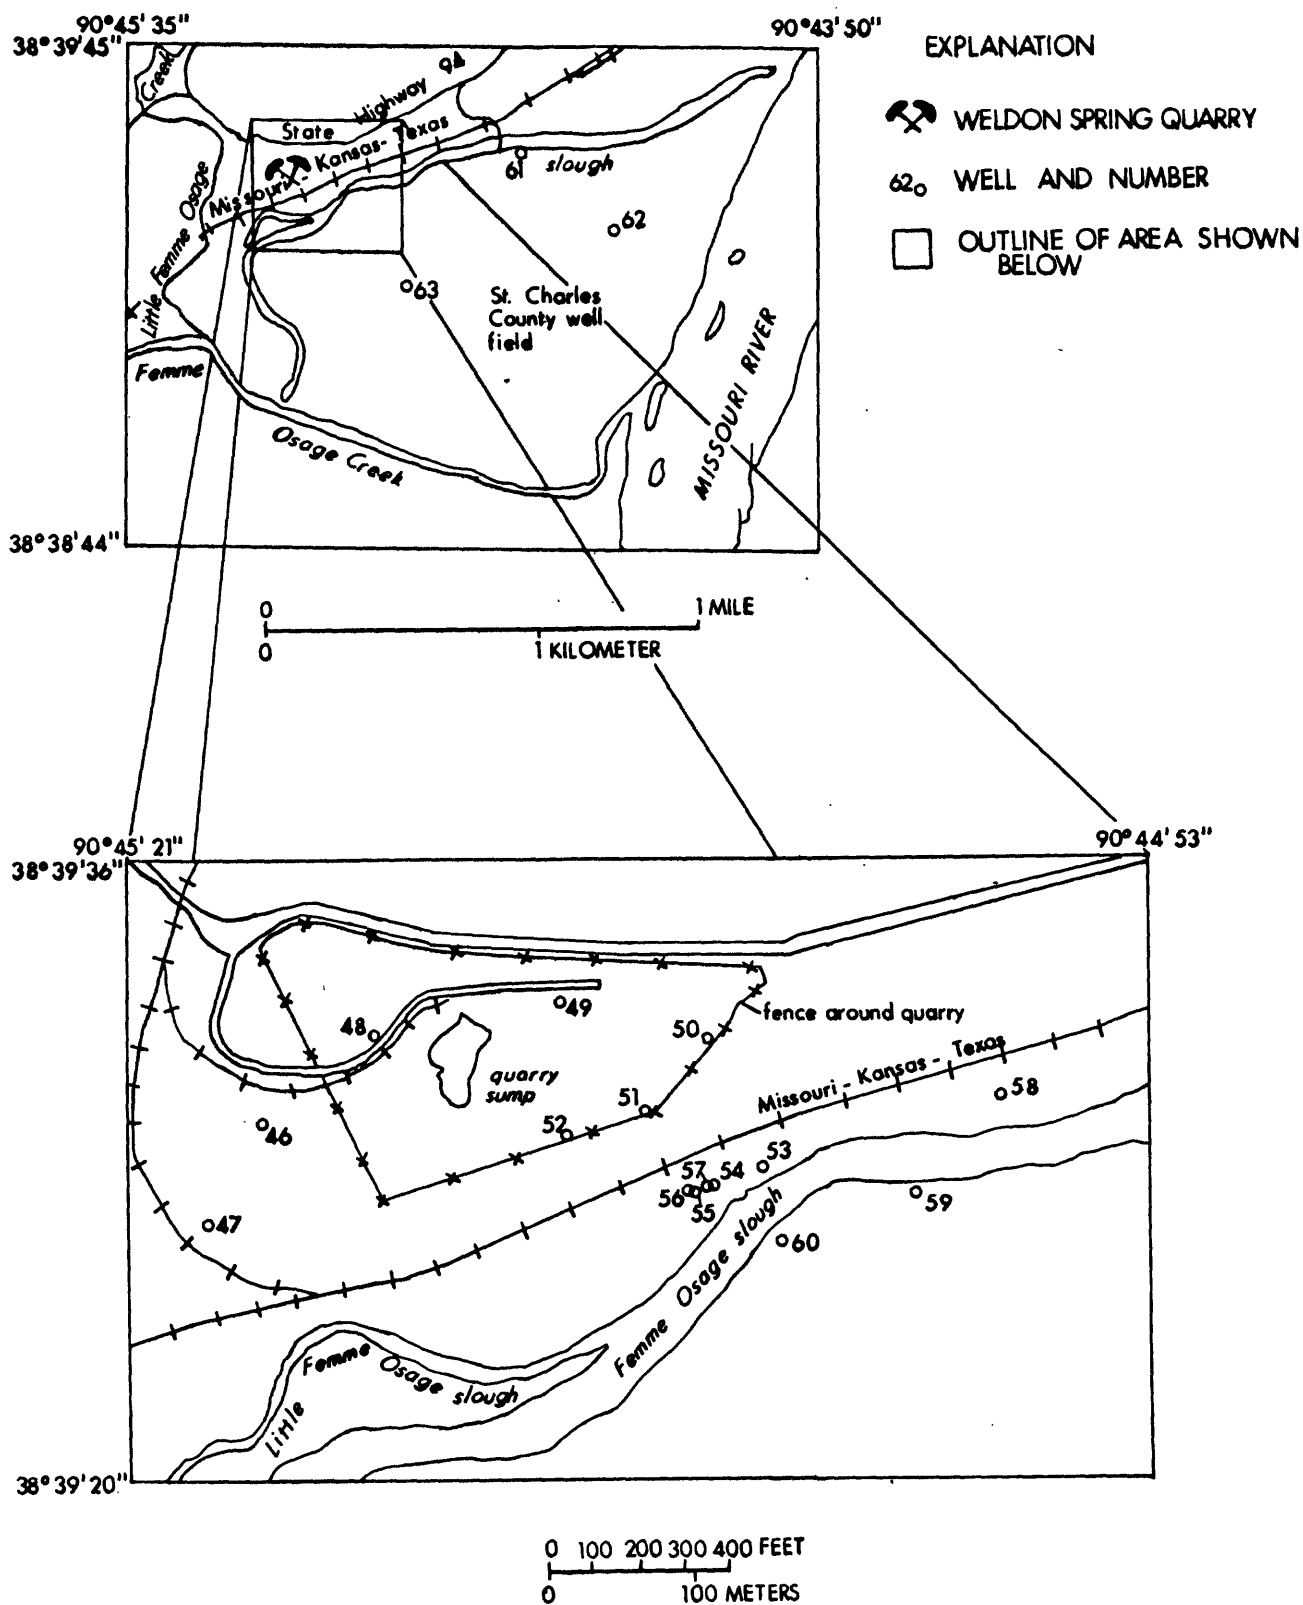 90°45'35"
90°43'50"
38°39'45"
EXPLANATION
WELDON SPRING QUARRY
62 WELL AND NUMBER
OUTLINE OF AREA SHOWN
BELOW
Creek
State Highway 94
Missouri-Kansas-Texas
61 slough
62
63
Little Femme Osage
St. Charles
County well
field
Femme
Osage Creek
MISSOURI RIVER
38°38'44"
0 1 MILE
0 1 KILOMETER
90°45'21"
90°44'53"
38°39'36"
49
48
50
fence around quarry
quarry
sump
Missouri-Kansas-Texas
58
51
52
46
53
57 54
56
55
59
47
60
Femme Osage slough
Little Femme Osage slough
38°39'20"
0 100 200 300 400 FEET
0 100 METERS